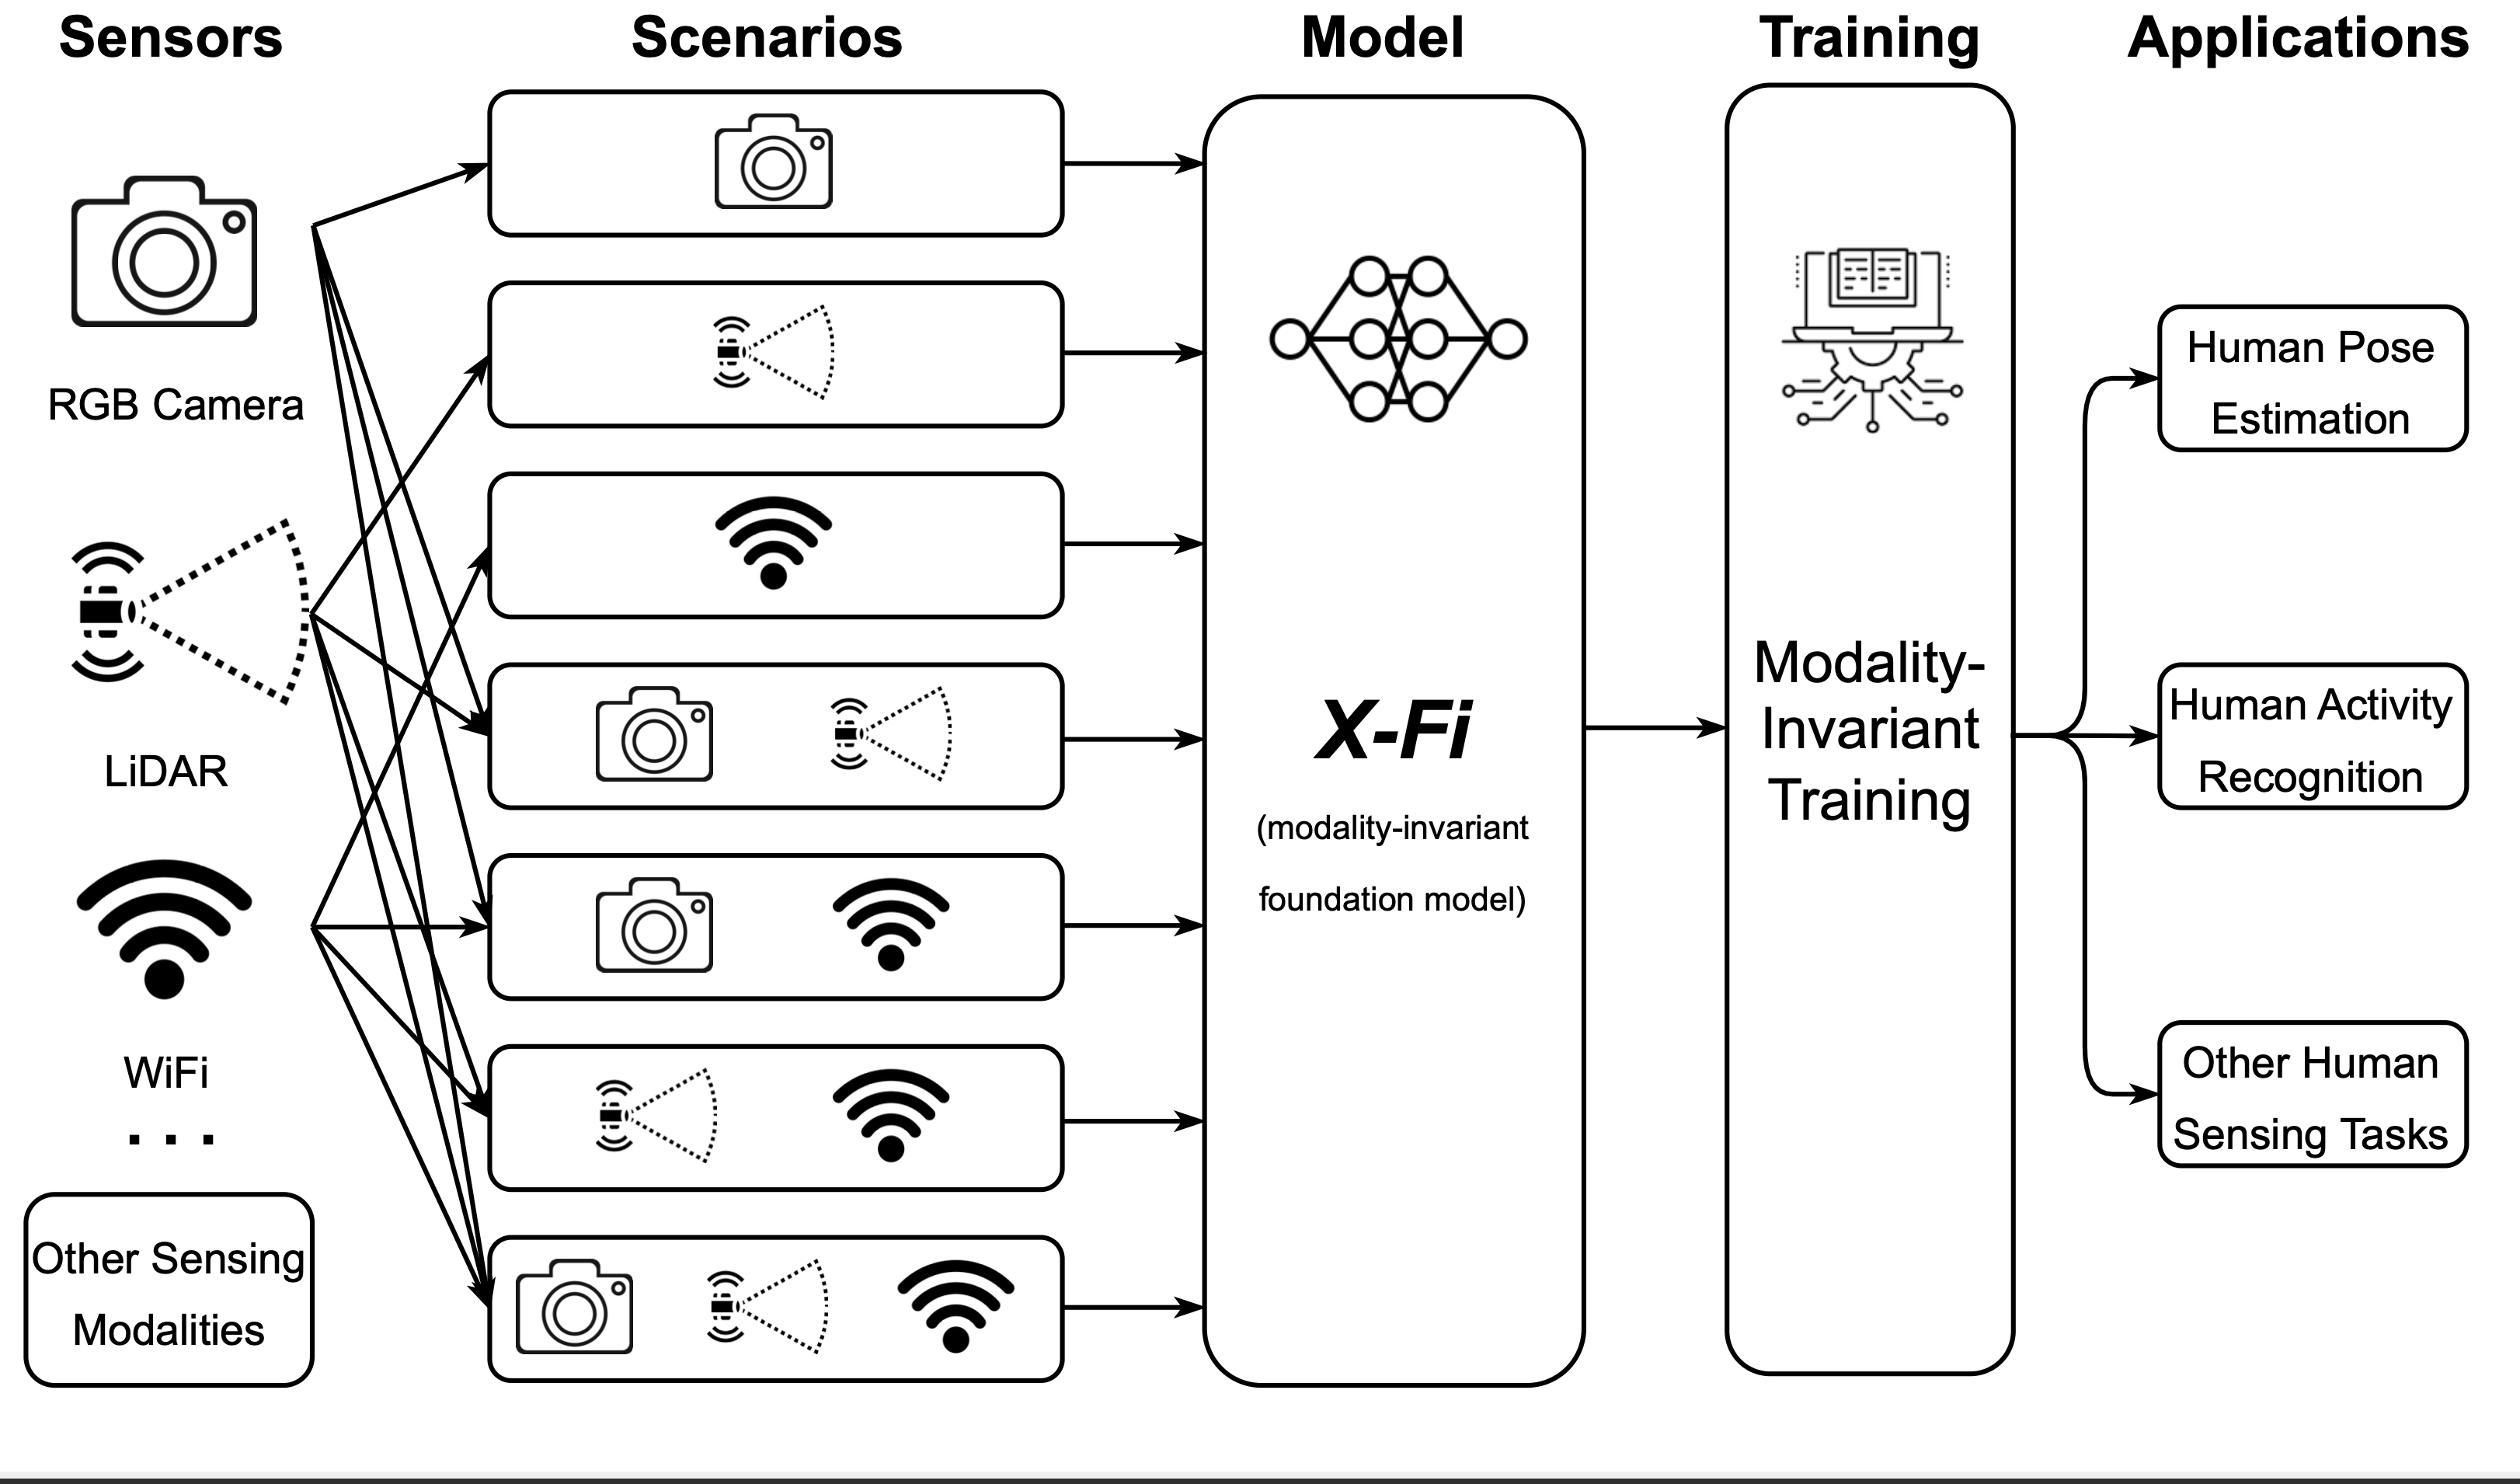 Sensors
Scenarios
Model
Training
Applications
RGB Camera
LiDAR
WiFi
...
Other Sensing
Modalities
X-Fi
(modality-invariant
foundation model)
Modality-
Invariant
Training
Human Pose
Estimation
Human Activity
Recognition
Other Human
Sensing Tasks